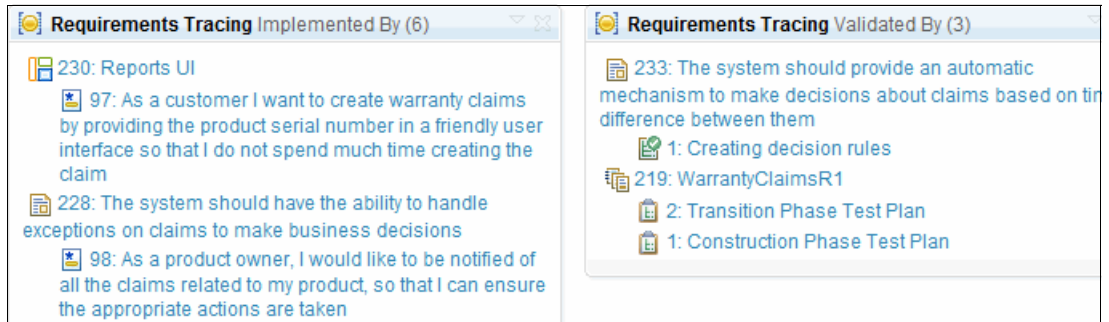 Requirements Tracing Implemented By (6)
230: Reports UI
97: As a customer I want to create warranty claims
by providing the product serial number in a friendly user
interface so that I do not spend much time creating the
claim
228: The system should have the ability to handle
exceptions on claims to make business decisions
98: As a product owner, I would like to be notified of
all the claims related to my product, so that I can ensure
the appropriate actions are taken
Requirements Tracing Validated By (3)
233: The system should provide an automatic
mechanism to make decisions about claims based on
difference between them
1: Creating decision rules
219: WarrantyClaimsR1
2: Transition Phase Test Plan
1: Construction Phase Test Plan